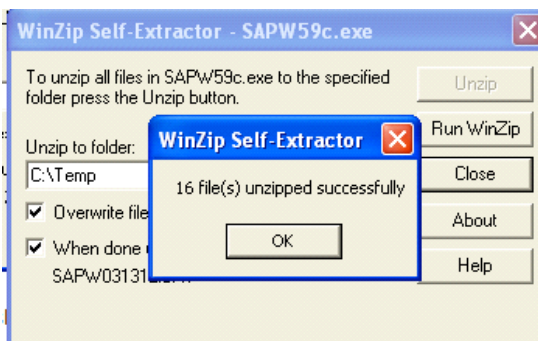 WinZip Self-Extractor - SAPW59c.exe
To unzip all files in SAPW59c.exe to the specified
folder press the Unzip button.
Unzip
Run WinZip
Unzip to folder:
C:\Temp
Close
Overwrite file
About
When done
Help
WinZip Self-Extractor
16 file(s) unzipped successfully
OK